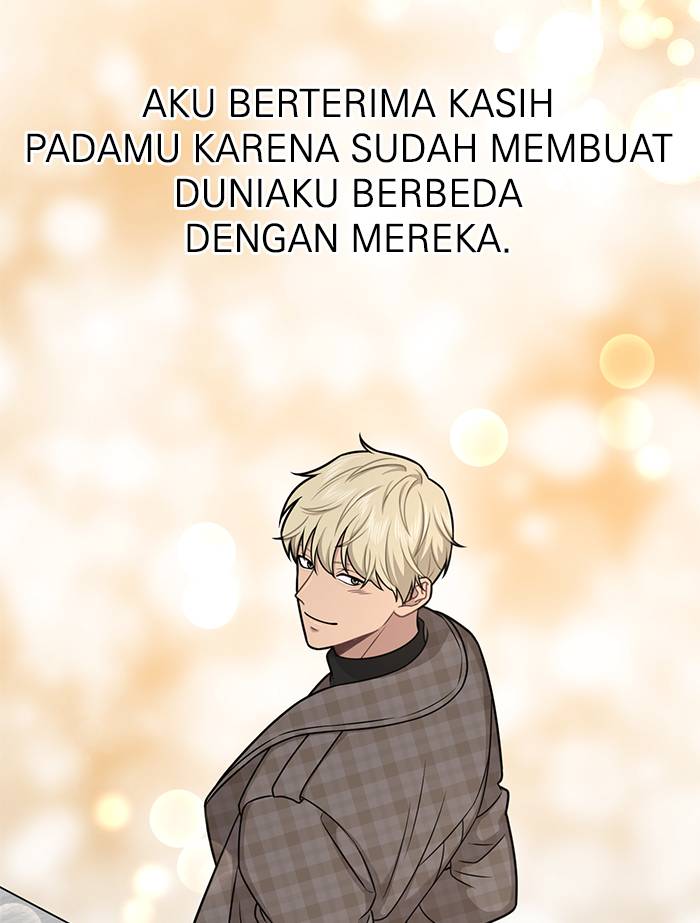 AKU BERTERIMA KASIH
PADAMU KARENA SUDAH MEMBUAT
DUNIAKU BERBEDA
DENGAN MEREKA.